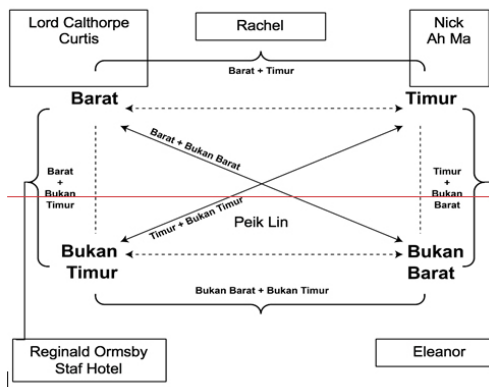 Lord Calthorpe
Curtis
Rachel
Nick
Ah Ma
Barat + Timur
Barat
Timur
Barat + Bukan Barat
Barat
+
Bukan
Timur
Timur
+
Bukan
Barat
Timur + Bukan Timur
Peik Lin
Bukan
Timur
Bukan
Barat
Bukan Barat + Bukan Timur
Reginald Ormsby
Staf Hotel
Eleanor